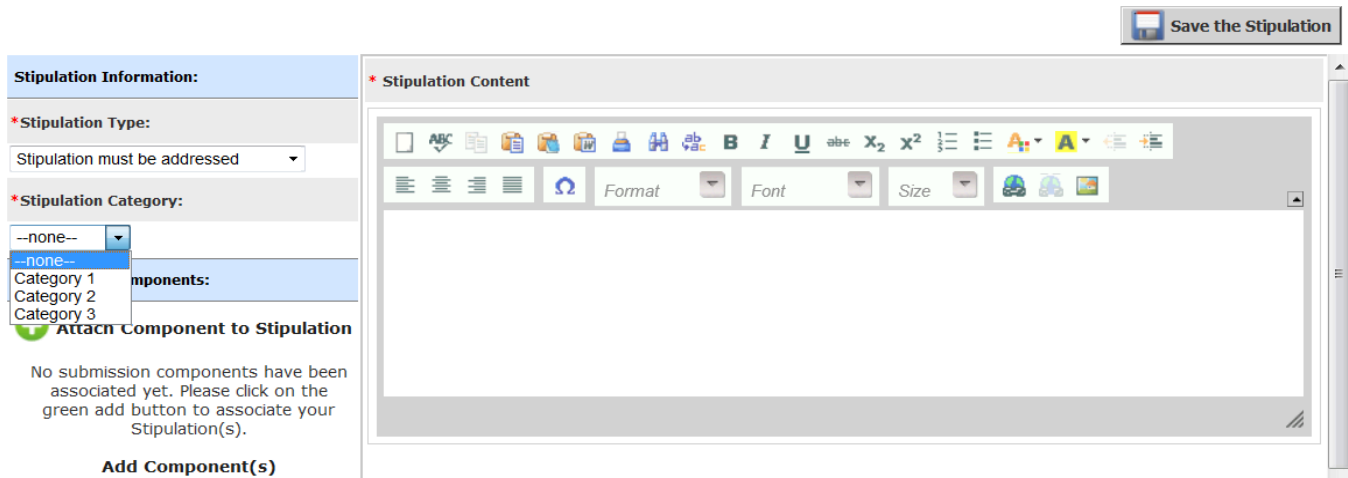 Save the Stipulation
Stipulation Information:
*Stipulation Type:
Stipulation must be addressed
*Stipulation Category:
--none--
--none--
Category 1
Category 2
Category 3
mponents:
Attach Component to Stipulation
No submission components have been
associated yet. Please click on the
green add button to associate your
Stipulation(s).
Add Component(s)
* Stipulation Content
ABC B I U abc X₂ X² A A
Ω Format Font Size